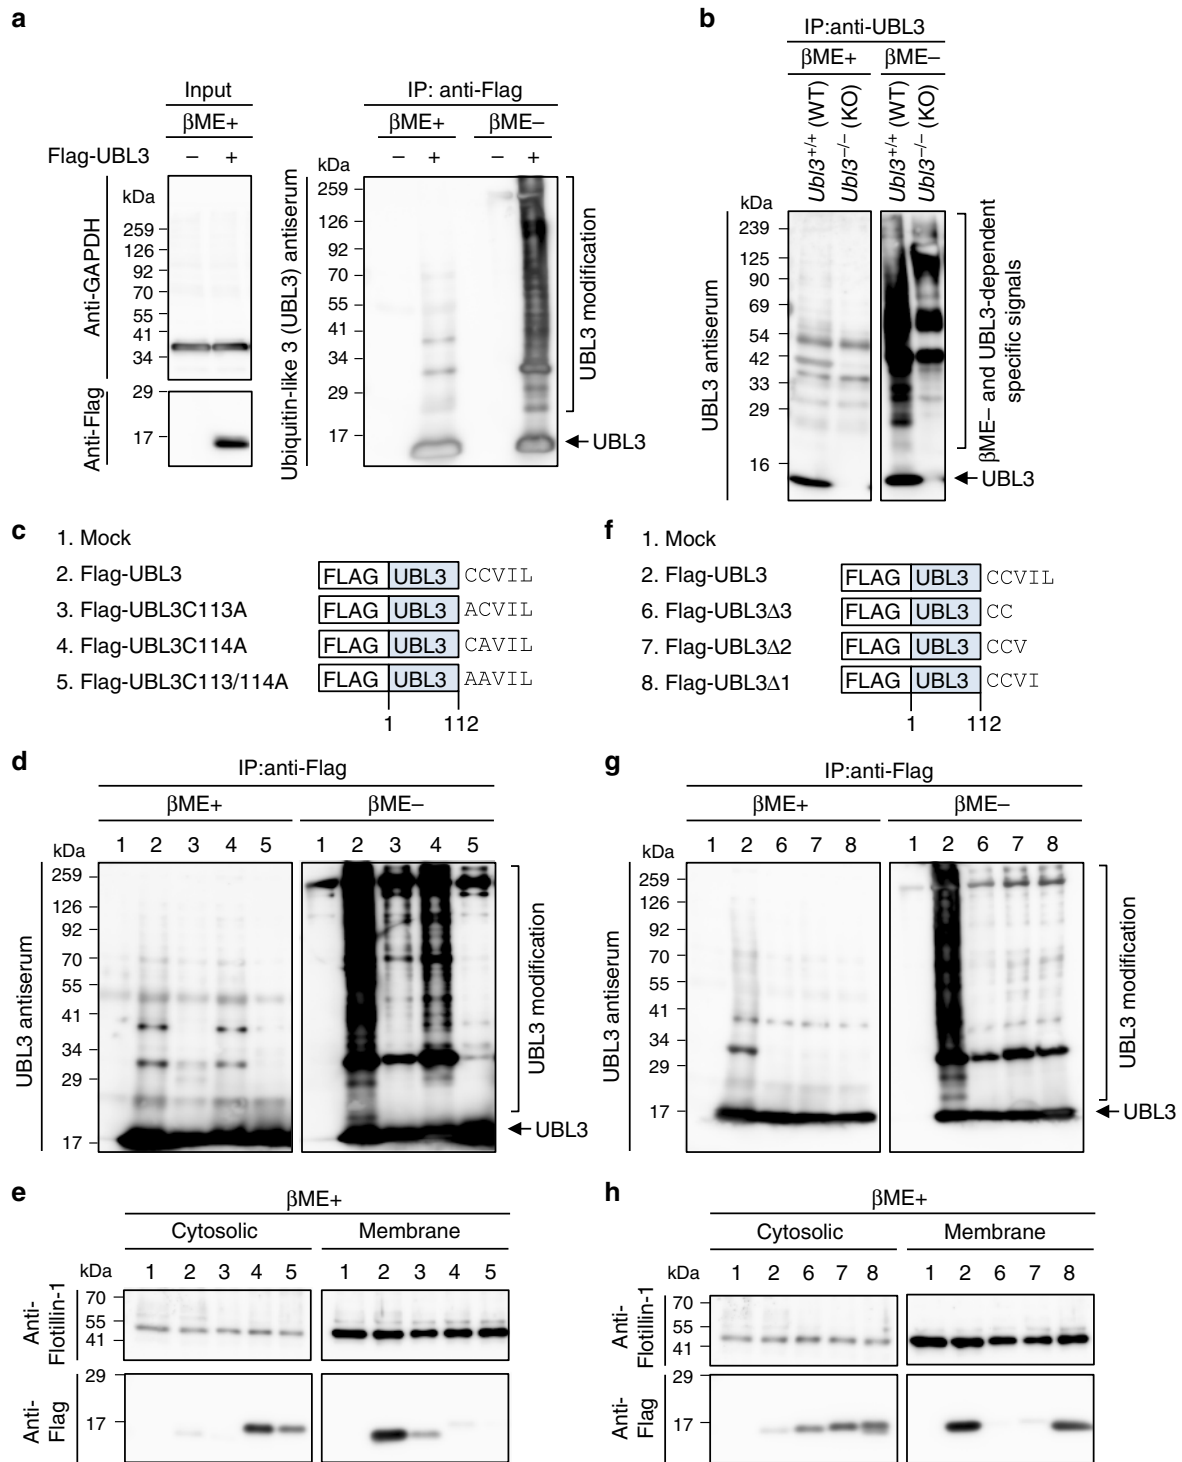 a
Input
βME+
Flag-UBL3
– +
kDa
259
126
92
70
55
41
34
29
17
Anti-GAPDH
Anti-Flag
IP: anti-Flag
βME+ βME–
– + – +
kDa
259
126
92
70
55
41
34
29
17
Ubiquitin-like 3 (UBL3) antiserum
UBL3 modification
UBL3
b
IP:anti-UBL3
βME+ βME–
Ubl3+/+ (WT)
Ubl3–/– (KO)
Ubl3+/+ (WT)
Ubl3–/– (KO)
kDa
239
125
90
69
54
42
33
29
16
UBL3 antiserum
βME– and UBL3-dependent
specific signals
UBL3
c
1. Mock
2. Flag-UBL3 FLAG UBL3 CCVIL
3. Flag-UBL3C113A FLAG UBL3 ACVIL
4. Flag-UBL3C114A FLAG UBL3 CAVIL
5. Flag-UBL3C113/114A FLAG UBL3 AAVIL
1 112
f
1. Mock
2. Flag-UBL3 FLAG UBL3 CCVIL
6. Flag-UBL3Δ3 FLAG UBL3 CC
7. Flag-UBL3Δ2 FLAG UBL3 CCV
8. Flag-UBL3Δ1 FLAG UBL3 CCVI
1 112
d
IP:anti-Flag
βME+ βME–
kDa 1 2 3 4 5 1 2 3 4 5
259
126
92
70
55
41
34
29
17
UBL3 antiserum
UBL3 modification
UBL3
g
IP:anti-Flag
βME+ βME–
kDa 1 2 6 7 8 1 2 6 7 8
259
126
92
70
55
41
34
29
17
UBL3 antiserum
UBL3 modification
UBL3
e
βME+
Cytosolic Membrane
kDa 1 2 3 4 5 1 2 3 4 5
70
55
41
29
17
Anti-
Flotillin-1
Anti-
Flag
h
βME+
Cytosolic Membrane
kDa 1 2 6 7 8 1 2 6 7 8
70
55
41
29
17
Anti-
Flotillin-1
Anti-
Flag